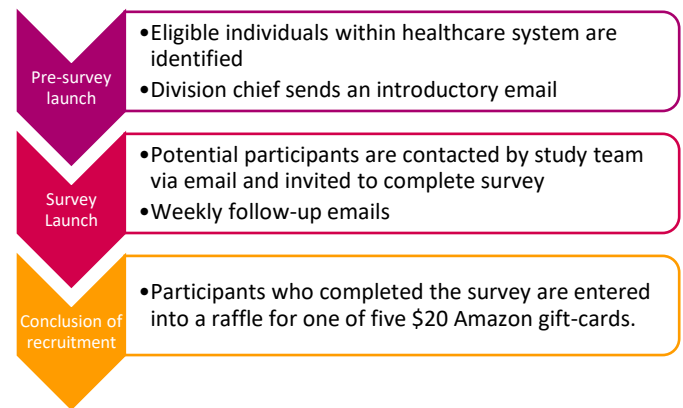 Pre-survey
launch
•Eligible individuals within healthcare system are
identified
•Division chief sends an introductory email
Survey
Launch
•Potential participants are contacted by study team
via email and invited to complete survey
•Weekly follow-up emails
Conclusion of
recruitment
•Participants who completed the survey are entered
into a raffle for one of five $20 Amazon gift-cards.